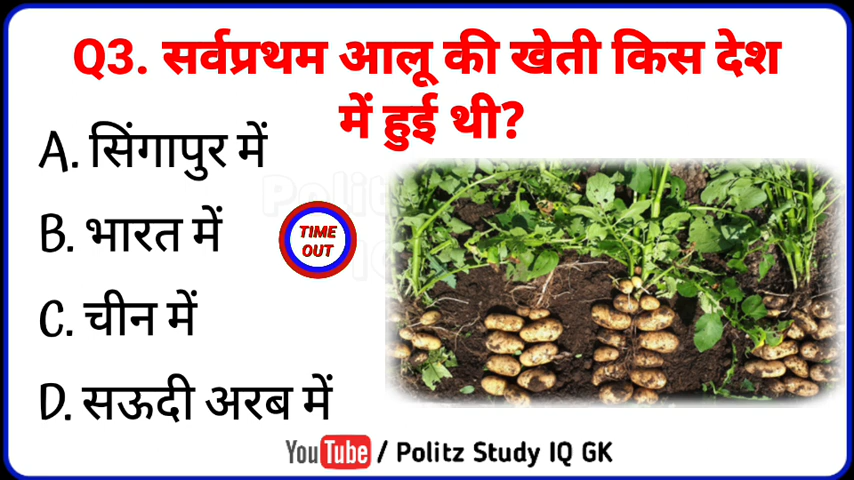 Q3. सर्वप्रथम आलू की खेती किस देश
में हुई थी?
A. सिंगापुर में
B. भारत में
TIME
OUT
C. चीन में
D. सऊदी अरब में
YouTube / Politz Study IQ GK